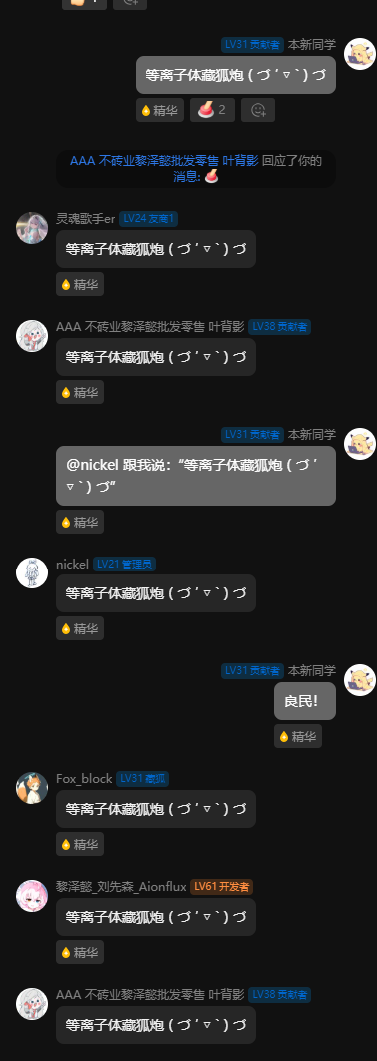 LV31 贡献者 本新同学
等离子体藏狐炮 ( づ ′ ▿ ` ) づ
精华 2
AAA 不砖业黎泽懿批发零售 叶背影 回应了你的
消息:
灵魂歌手er LV24
等离子体藏狐炮 ( づ ′ ▿ ` ) づ
精华
AAA 不砖业黎泽懿批发零售 叶背影 LV38 贡献者
等离子体藏狐炮 ( づ ′ ▿ ` ) づ
精华
LV31 贡献者 本新同学
@nickel 跟我说:“等离子体藏狐炮 ( づ ′
▿ ` ) づ”
精华
nickel LV21 管理员
等离子体藏狐炮 ( づ ′ ▿ ` ) づ
精华
LV31 贡献者 本新同学
良民!
精华
Fox_block LV31 藏狐
等离子体藏狐炮 ( づ ′ ▿ ` ) づ
精华
黎泽懿_刘先森_Aionflux LV61 开发者
等离子体藏狐炮 ( づ ′ ▿ ` ) づ
精华
AAA 不砖业黎泽懿批发零售 叶背影 LV38 贡献者
等离子体藏狐炮 ( づ ′ ▿ ` ) づ